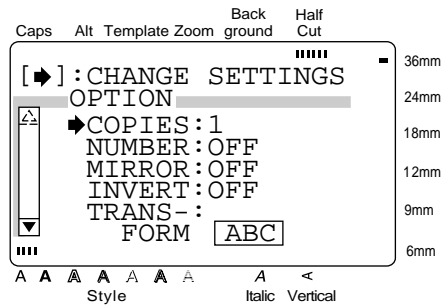 Back Half
Caps Alt Template Zoom ground Cut
[➡]:CHANGE SETTINGS
OPTION
➡COPIES:1
NUMBER:OFF
MIRROR:OFF
INVERT:OFF
TRANS-:
FORM ABC
36mm
24mm
18mm
12mm
9mm
6mm
A A A A A A A A A
Style Italic Vertical